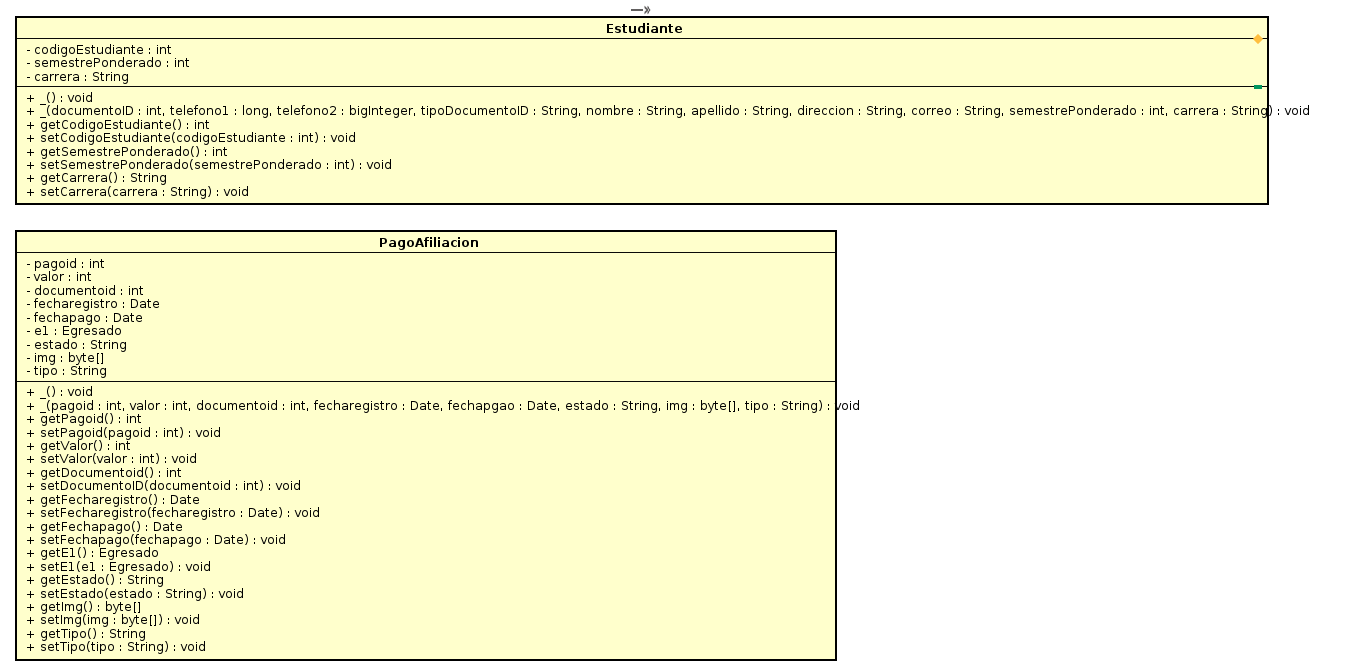 Estudiante
- codigoEstudiante : int
- semestrePonderado : int
- carrera : String
+ _() : void
+ _(documentoID : int, telefono1 : long, telefono2 : bigInteger, tipoDocumentoID : String, nombre : String, apellido : String, direccion : String, correo : String, semestrePonderado : int, carrera : String) : void
+ getCodigoEstudiante() : int
+ setCodigoEstudiante(codigoEstudiante : int) : void
+ getSemestrePonderado() : int
+ setSemestrePonderado(semestrePonderado : int) : void
+ getCarrera() : String
+ setCarrera(carrera : String) : void
PagoAfiliacion
- pagoid : int
- valor : int
- documentoid : int
- fecharegistro : Date
- fechapago : Date
- e1 : Egresado
- estado : String
- img : byte[]
- tipo : String
+ _() : void
+ _(pagoid : int, valor : int, documentoid : int, fecharegistro : Date, fechapgao : Date, estado : String, img : byte[], tipo : String) : void
+ getPagoid() : int
+ setPagoid(pagoid : int) : void
+ getValor() : int
+ setValor(valor : int) : void
+ getDocumentoid() : int
+ setDocumentoID(documentoid : int) : void
+ getFecharegistro() : Date
+ setFecharegistro(fecharegistro : Date) : void
+ getFechapago() : Date
+ setFechapago(fechapago : Date) : void
+ getE1() : Egresado
+ setE1(e1 : Egresado) : void
+ getEstado() : String
+ setEstado(estado : String) : void
+ getImg() : byte[]
+ setImg(img : byte[]) : void
+ getTipo() : String
+ setTipo(tipo : String) : void